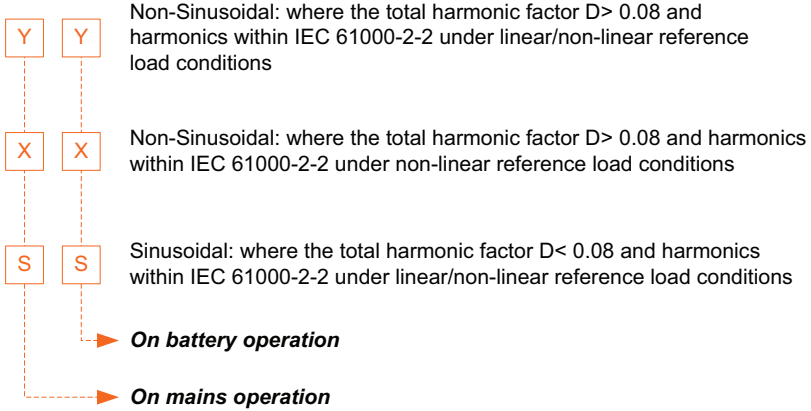 Non-Sinusoidal: where the total harmonic factor D> 0.08 and
Y Y harmonics within IEC 61000-2-2 under linear/non-linear reference
load conditions
Non-Sinusoidal: where the total harmonic factor D> 0.08 and harmonics
X X within IEC 61000-2-2 under non-linear reference load conditions
Sinusoidal: where the total harmonic factor D< 0.08 and harmonics
S S within IEC 61000-2-2 under linear/non-linear reference load conditions
On battery operation
On mains operation